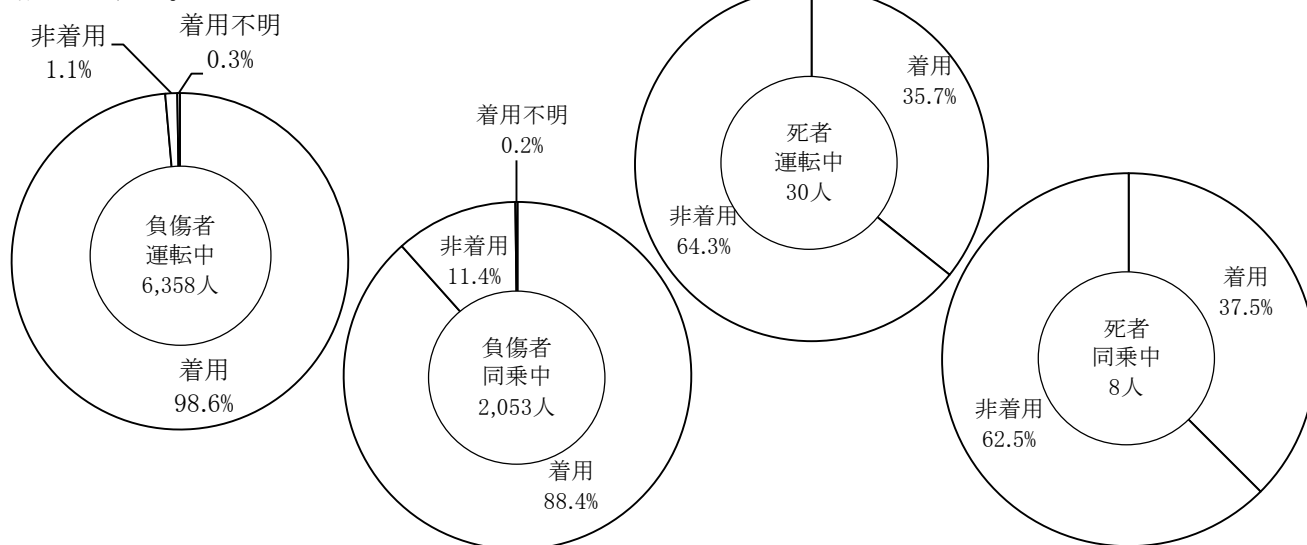 非着用
1.1%
着用不明
0.3%
負傷者
運転中
6,358人
着用
98.6%
着用不明
0.2%
非着用
11.4%
負傷者
同乗中
2,053人
着用
88.4%
着用
35.7%
死者
運転中
30人
非着用
64.3%
着用
37.5%
死者
同乗中
8人
非着用
62.5%